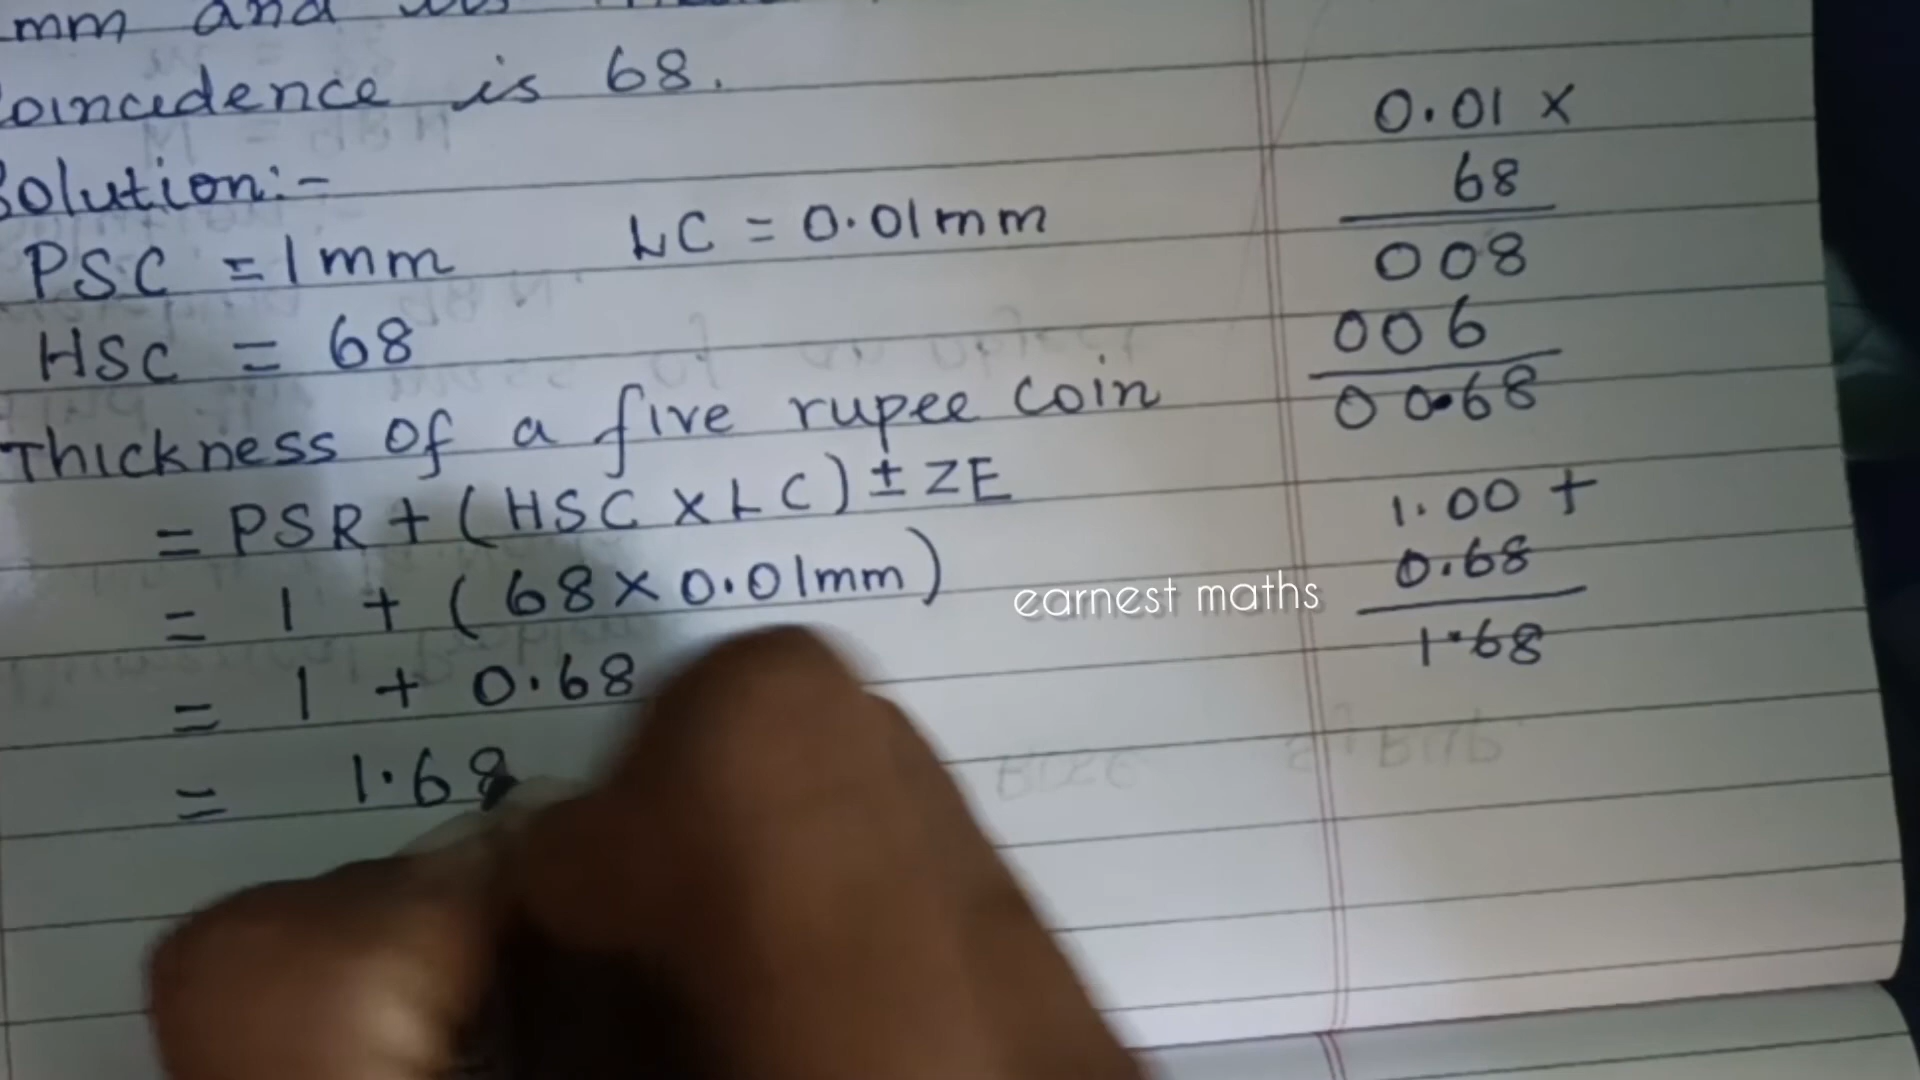 mm and
coincidence is 68.
Solution:-
PSC = 1mm LC = 0.01mm
HSC = 68
Thickness of a five rupee coin
= PSR + (HSC × LC) ± ZE
= 1 + (68 × 0.01mm)
= 1 + 0.68
= 1.68
0.01 ×
68
008
006
00.68
1.00 +
0.68
1.68
earnest maths